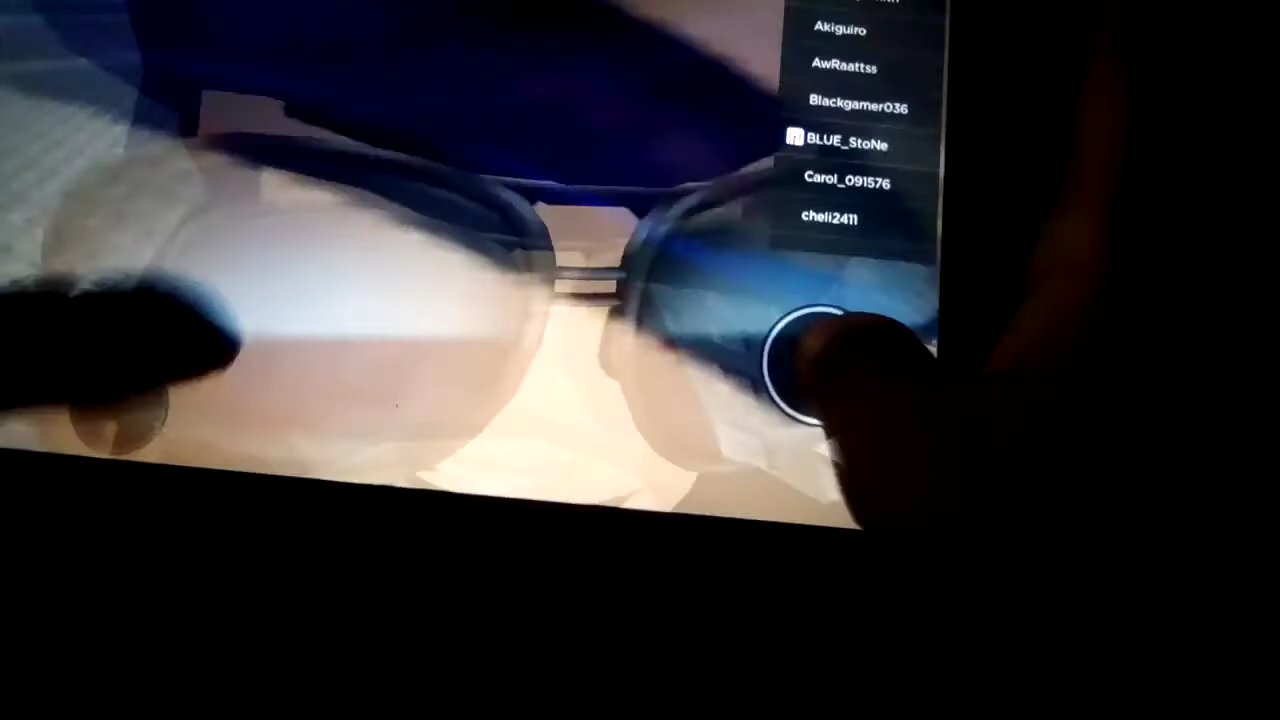 Akiguiro
AwRaattss
Blackgamer036
BLUE_StoNe
Carol_091576
cheli2411